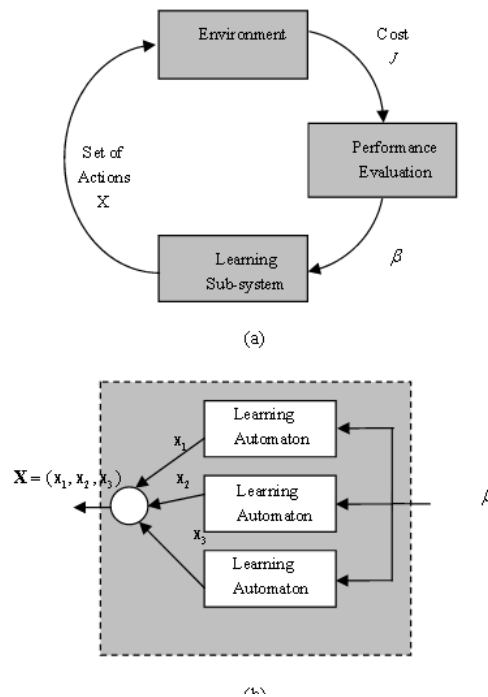 Environment
Cost
J
Performance
Evaluation
Set of
Actions
X
β
Learning
Sub-system
(a)
Learning
Automaton
x₁
X = (x₁, x₂, x₃)
x₂
Learning
Automaton
β
x₃
Learning
Automaton
(b)